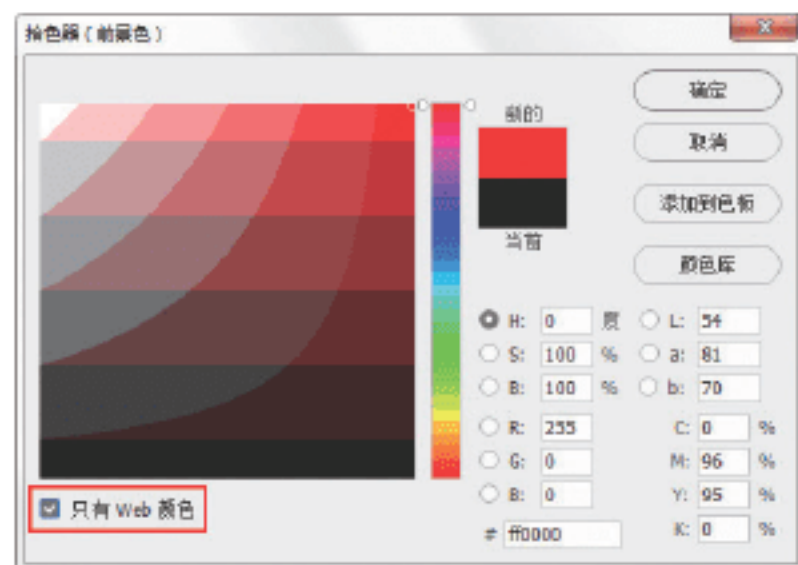 拾色器（前景色）
确定
新的
取消
添加到色板
当前
颜色库
H: 0 度 L: 54
S: 100 % a: 81
B: 100 % b: 70
R: 255 C: 0 %
G: 0 M: 96 %
B: 0 Y: 95 %
# ff0000 K: 0 %
只有 Web 颜色